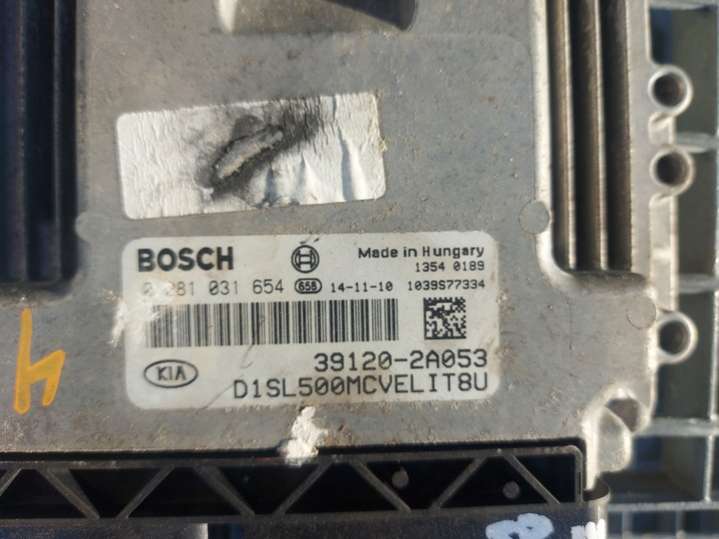 BOSCH
Made in Hungary
1354 0189
0 281 031 654 656 14-11-10 1039S77334
KIA
39120-2A053
D1SL500MCVELIT8U
4